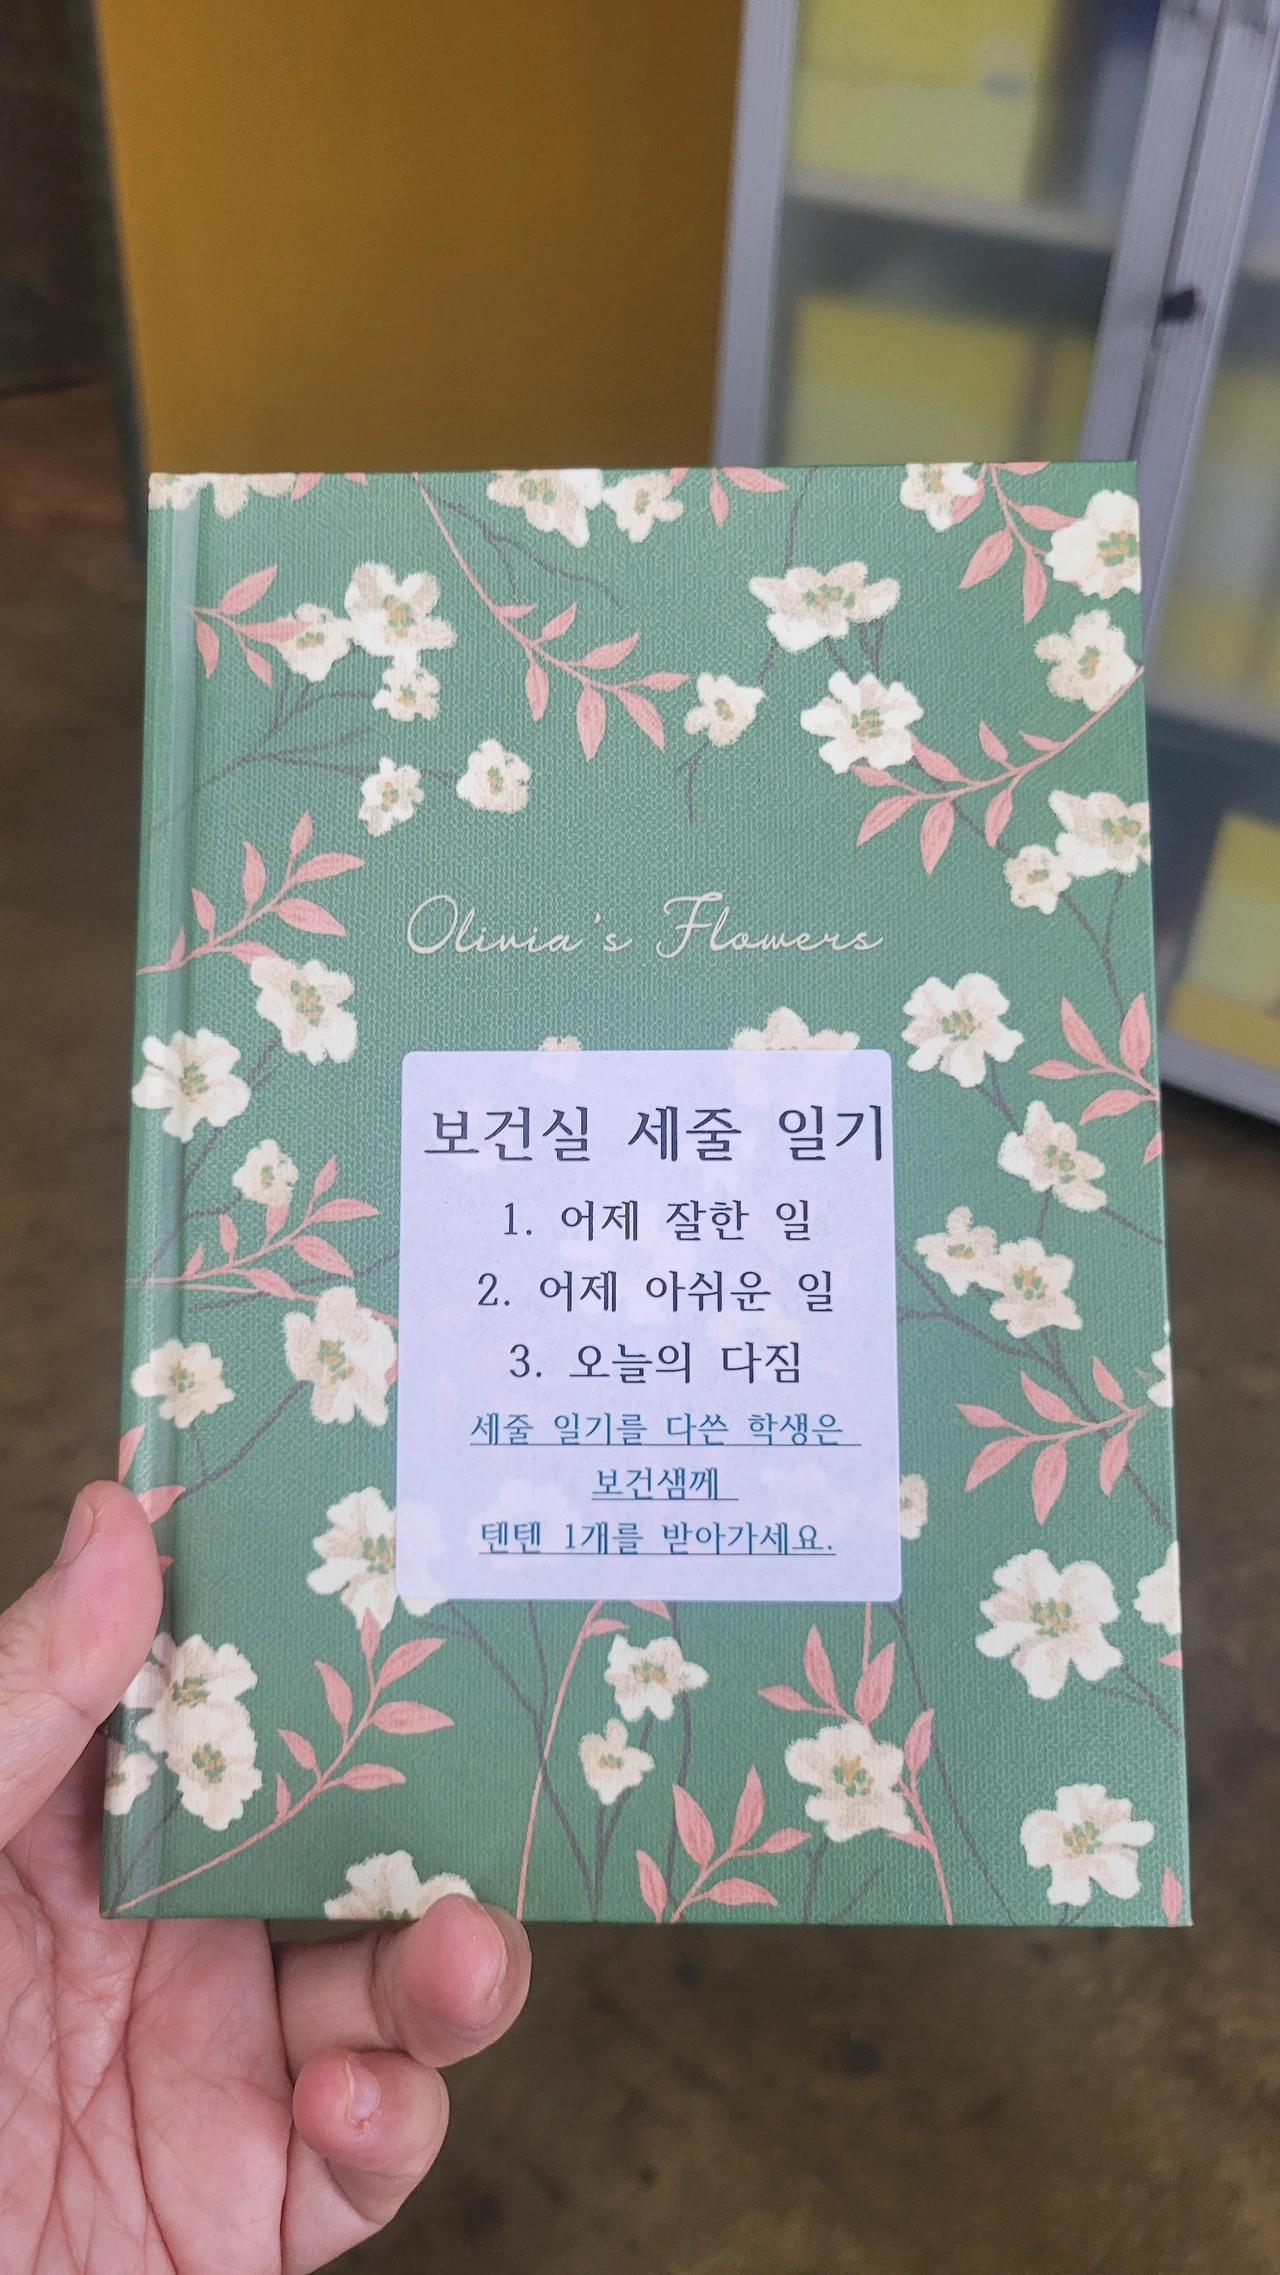 Olivia's Flowers
보건실 세줄 일기
1. 어제 잘한 일
2. 어제 아쉬운 일
3. 오늘의 다짐
세줄 일기를 다쓴 학생은
보건샘께
텐텐 1개를 받아가세요.